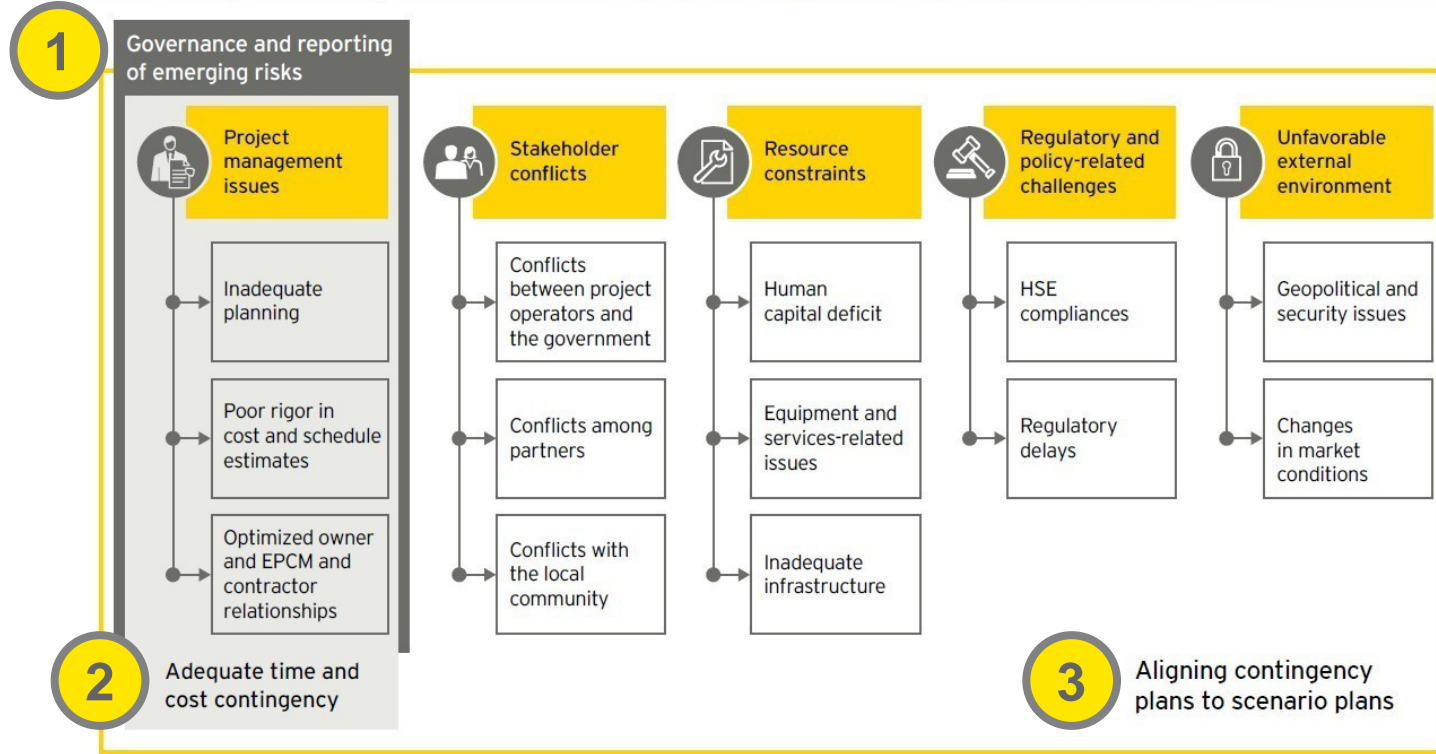 1
Governance and reporting
of emerging risks
Project
management
issues
Inadequate
planning
Poor rigor in
cost and schedule
estimates
Optimized owner
and EPCM and
contractor
relationships
Stakeholder
conflicts
Conflicts
between project
operators and
the government
Conflicts among
partners
Conflicts with
the local
community
Resource
constraints
Human
capital deficit
Equipment and
services-related
issues
Inadequate
infrastructure
Regulatory and
policy-related
challenges
HSE
compliances
Regulatory
delays
Unfavorable
external
environment
Geopolitical and
security issues
Changes
in market
conditions
2
Adequate time and
cost contingency
3
Aligning contingency
plans to scenario plans